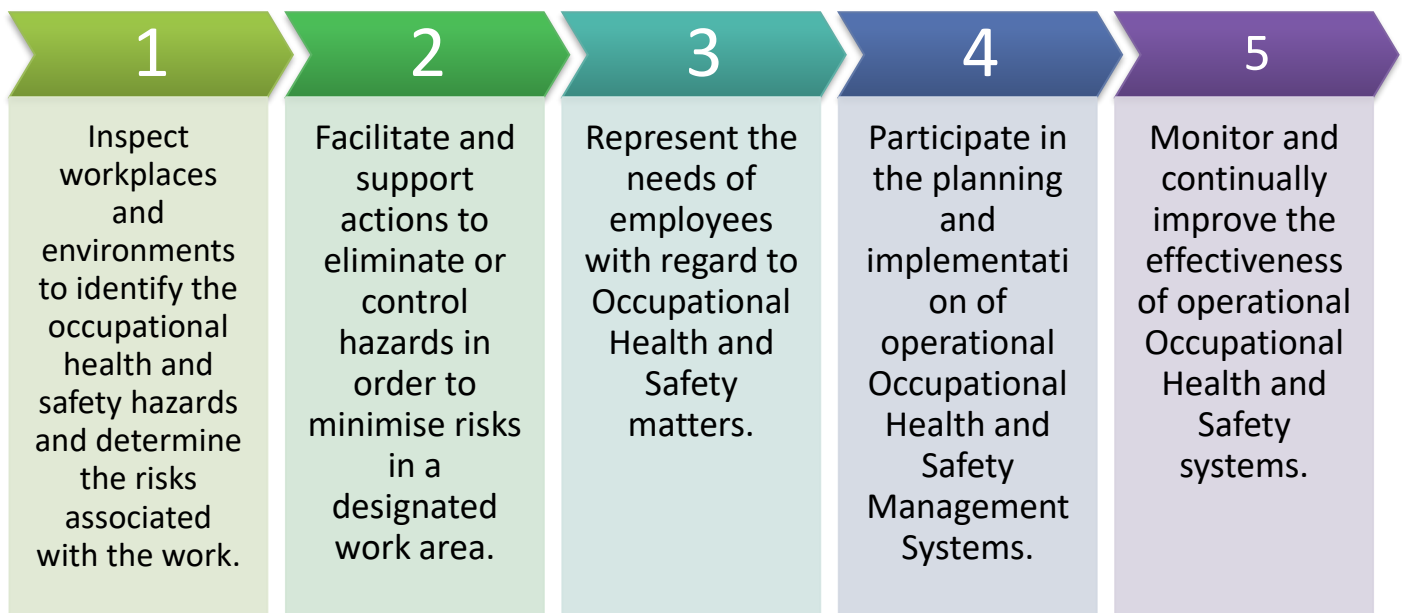 1
Inspect
workplaces
and
environments
to identify the
occupational
health and
safety hazards
and determine
the risks
associated
with the work.
2
Facilitate and
support
actions to
eliminate or
control
hazards in
order to
minimise risks
in a
designated
work area.
3
Represent the
needs of
employees
with regard to
Occupational
Health and
Safety
matters.
4
Participate in
the planning
and
implementati
on of
operational
Occupational
Health and
Safety
Management
Systems.
5
Monitor and
continually
improve the
effectiveness
of operational
Occupational
Health and
Safety
systems.